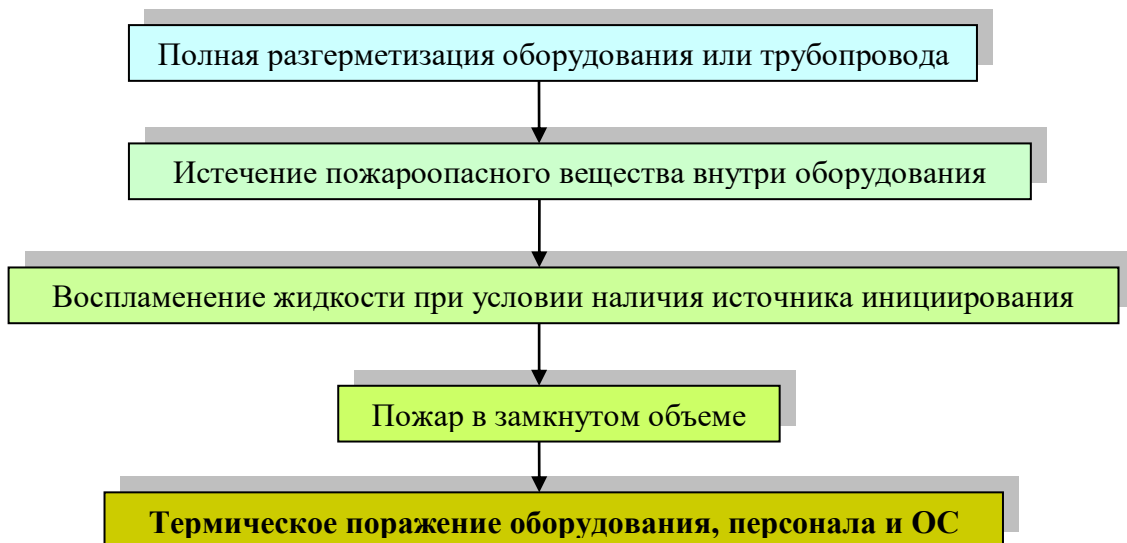 Полная разгерметизация оборудования или трубопровода
Истечение пожароопасного вещества внутри оборудования
Воспламенение жидкости при условии наличия источника инициирования
Пожар в замкнутом объеме
Термическое поражение оборудования, персонала и ОС